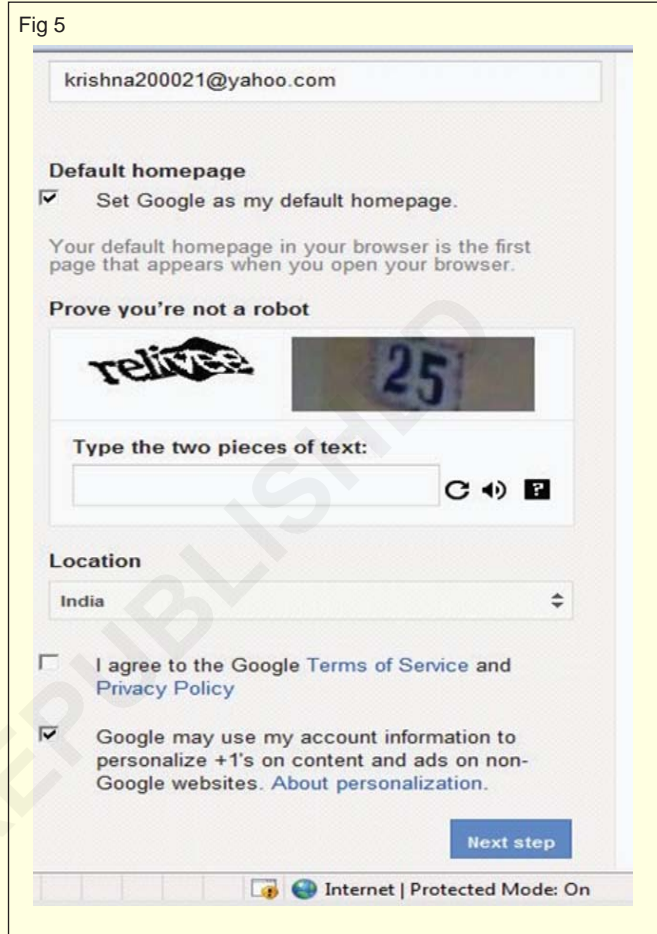 Fig 5
krishna200021@yahoo.com
Default homepage
Set Google as my default homepage.
Your default homepage in your browser is the first
page that appears when you open your browser.
Prove you're not a robot
relivee 25
Type the two pieces of text:
Location
India
I agree to the Google Terms of Service and
Privacy Policy
Google may use my account information to
personalize +1's on content and ads on non-
Google websites. About personalization.
Next step
Internet | Protected Mode: On